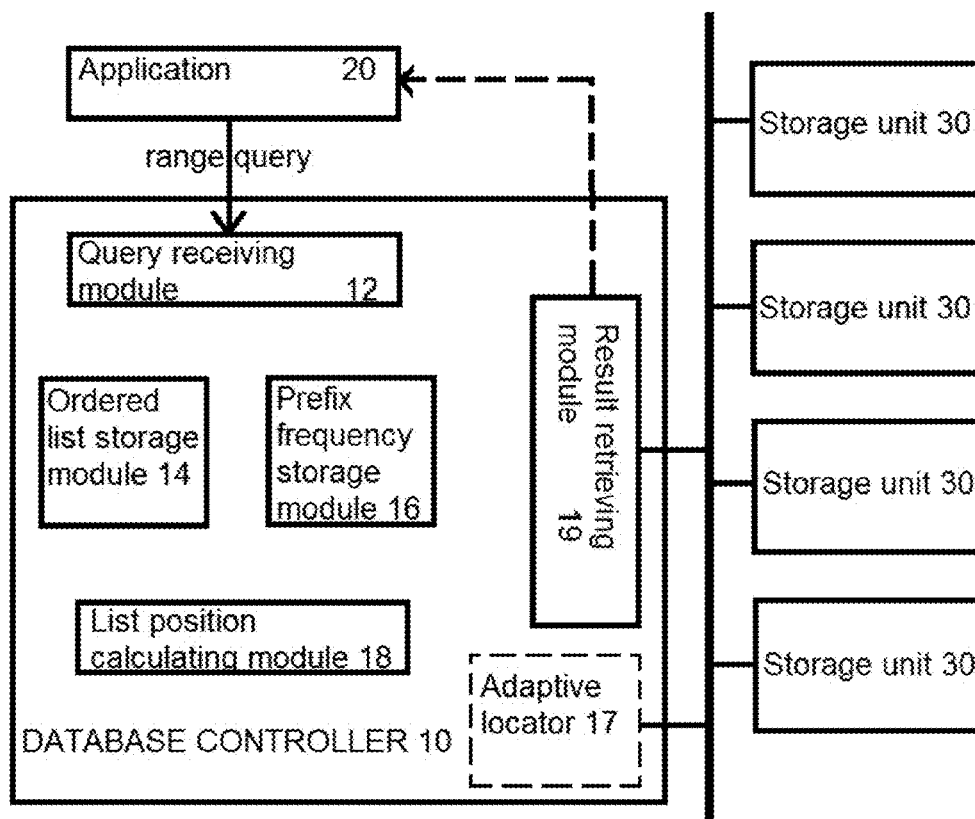 Application 20
range query
Query receiving
module 12
Ordered
list storage
module 14
Prefix
frequency
storage
module 16
Result retrieving
module 19
List position
calculating module 18
Adaptive
locator 17
DATABASE CONTROLLER 10
Storage unit 30
Storage unit 30
Storage unit 30
Storage unit 30